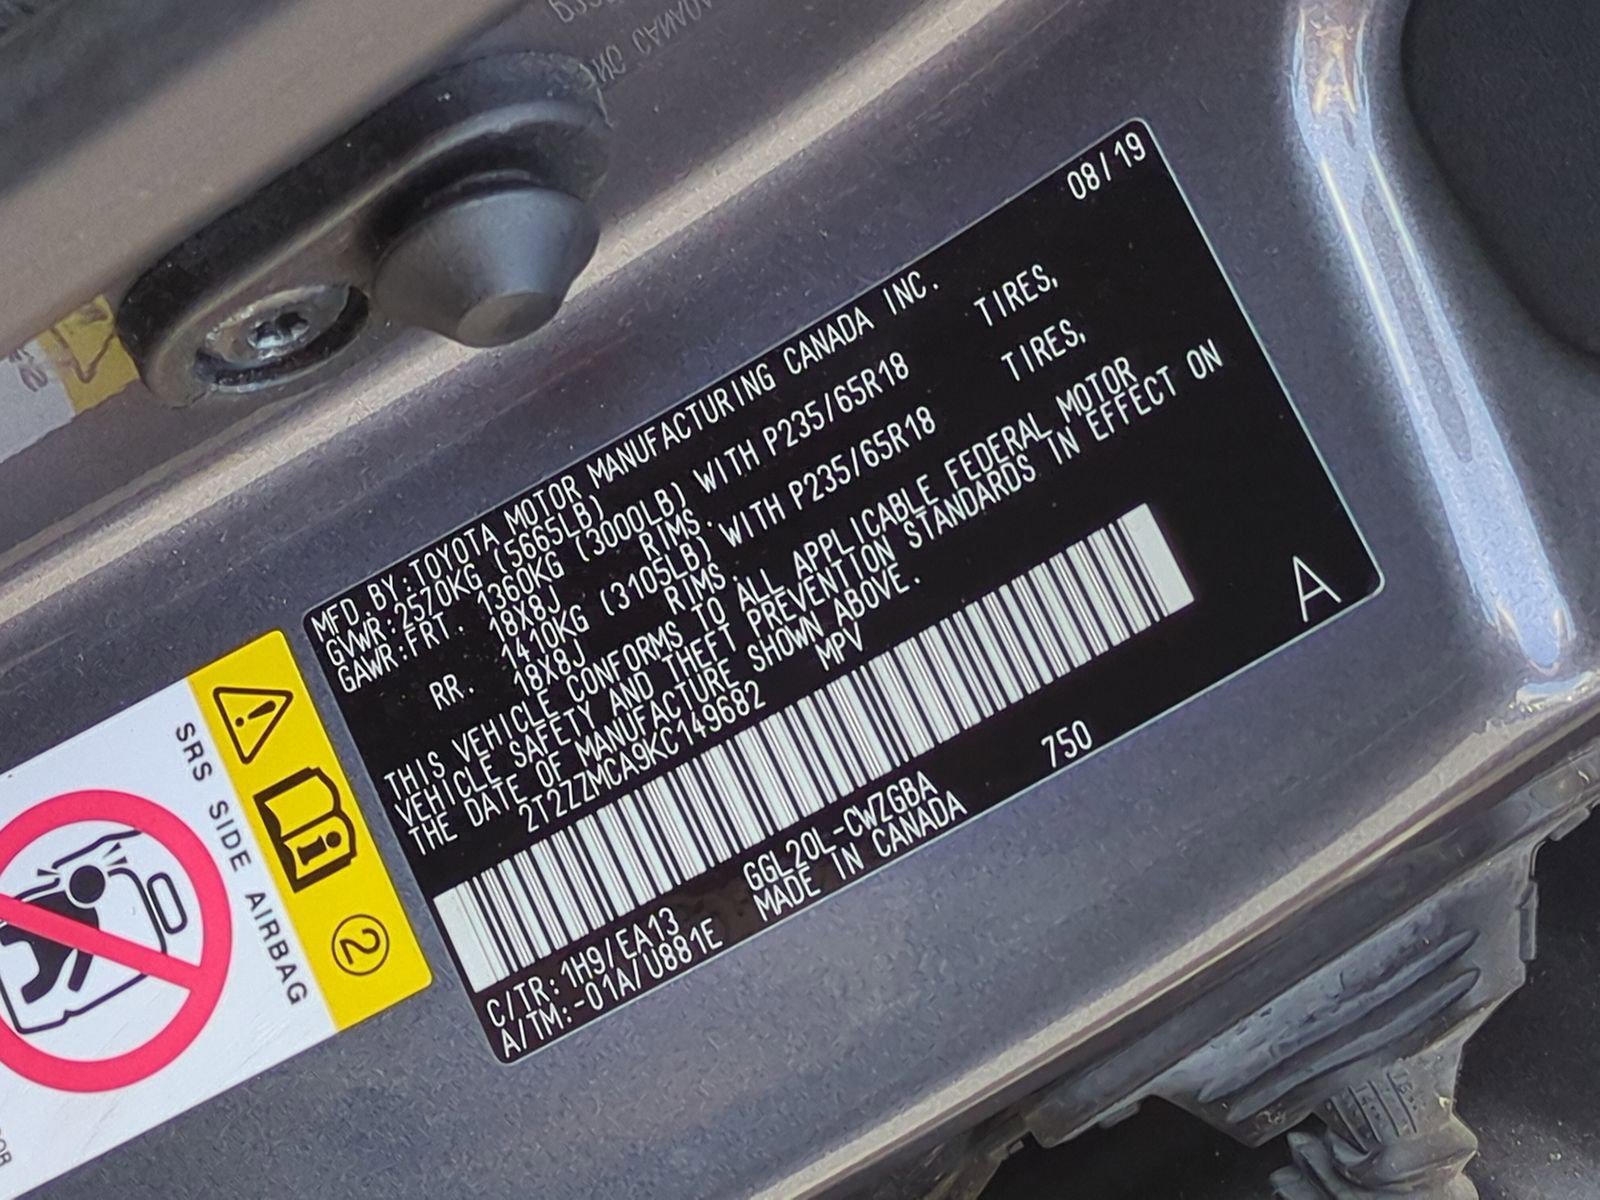 08/19
MFD.BY:TOYOTA MOTOR MANUFACTURING CANADA INC.
GVWR:2570KG (5665LB)
GAWR:FRT. 1360KG (3000LB) WITH P235/65R18 TIRES,
18X8J RIMS.
RR. 1410KG (3105LB) WITH P235/65R18 TIRES,
18X8J RIMS.
THIS VEHICLE CONFORMS TO ALL APPLICABLE FEDERAL MOTOR
VEHICLE SAFETY AND THEFT PREVENTION STANDARDS IN EFFECT ON
THE DATE OF MANUFACTURE SHOWN ABOVE.
2T2ZZMCA9KC149682 MPV
A
C/TR:1H9/EA13 GGL20L-CWZGBA 750
A/TM:-01A/U881E MADE IN CANADA
SRS SIDE AIRBAG
2